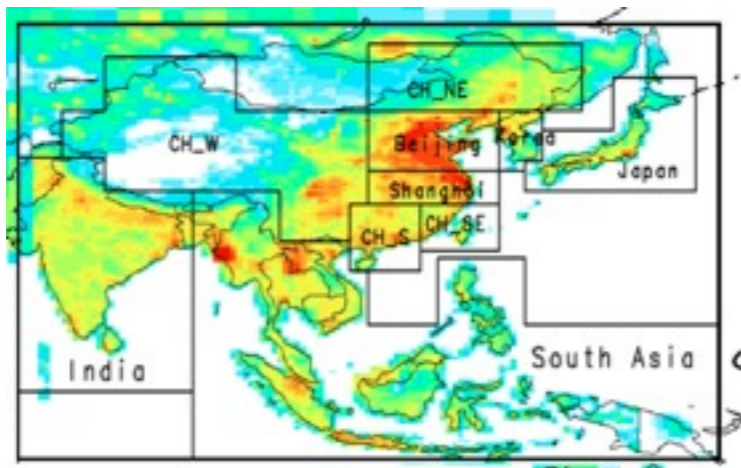 CH_NE
CH_W
Beijing
Korea
Japan
Shanghai
CH_S
CH_SE
India
South Asia